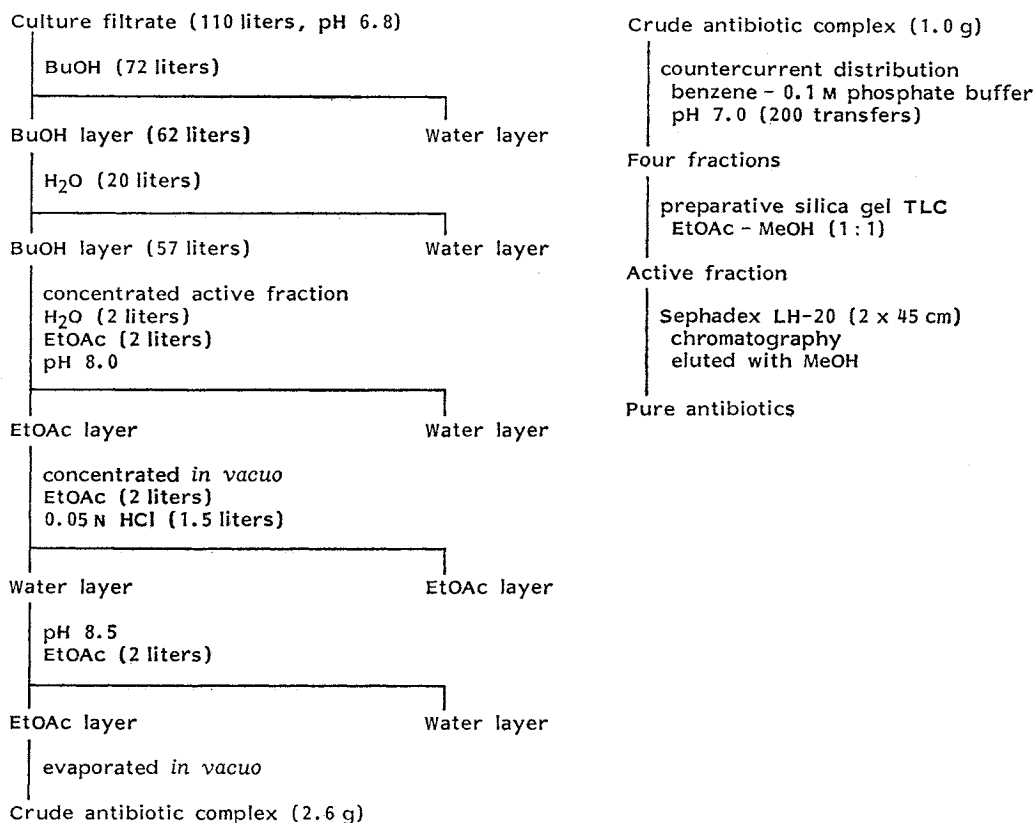 Culture filtrate (110 liters, pH 6.8)
BuOH (72 liters)
BuOH layer (62 liters) Water layer
H2O (20 liters)
BuOH layer (57 liters) Water layer
concentrated active fraction
H2O (2 liters)
EtOAc (2 liters)
pH 8.0
EtOAc layer Water layer
concentrated in vacuo
EtOAc (2 liters)
0.05 N HCl (1.5 liters)
Water layer EtOAc layer
pH 8.5
EtOAc (2 liters)
EtOAc layer Water layer
evaporated in vacuo
Crude antibiotic complex (2.6 g)
Crude antibiotic complex (1.0 g)
countercurrent distribution
benzene - 0.1 M phosphate buffer
pH 7.0 (200 transfers)
Four fractions
preparative silica gel TLC
EtOAc - MeOH (1 : 1)
Active fraction
Sephadex LH-20 (2 x 45 cm)
chromatography
eluted with MeOH
Pure antibiotics